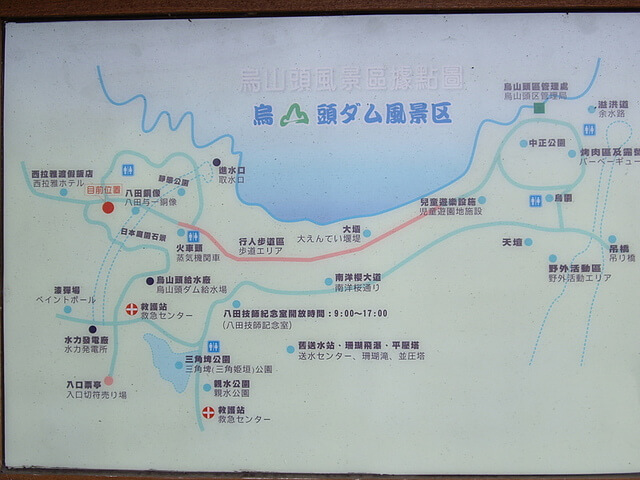 烏山頭風景區據點圖
烏山頭ダム風景区
烏山頭區管理處
烏山頭区管理局
溢洪道
余水路
中正公園
烤肉區及露營
バーベーキュー
西拉雅渡假飯店
西拉雅ホテル
目前位置
靜態公園
進水口
取水口
八田銅像
八田与一銅像
日本庭園石景
火車頭
蒸気機関車
行人步道區
歩道エリア
大壩
大えんてい堰堤
兒童遊樂設施
児童遊園地施設
鳥園
天壇
吊橋
吊り橋
野外活動區
野外活動エリア
漆彈場
ペイントボール
烏山頭給水廠
烏山頭ダム給水場
南洋櫻大道
南洋桜通り
救護站
救急センター
八田技師紀念室開放時間：9:00～17:00
(八田技師記念室)
水力發電廠
水力発電所
三角埤公園
三角埤(三角姫垣)公園
舊送水站、珊瑚飛瀑、平壓塔
送水センター、珊瑚滝、並圧塔
入口票亭
入口切符売り場
親水公園
親水公園
救護站
救急センター